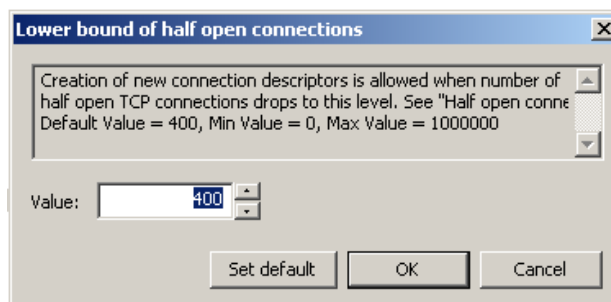 Lower bound of half open connections
Creation of new connection descriptors is allowed when number of
half open TCP connections drops to this level. See "Half open conne
Default Value = 400, Min Value = 0, Max Value = 1000000
Value:
400
Set default
OK
Cancel